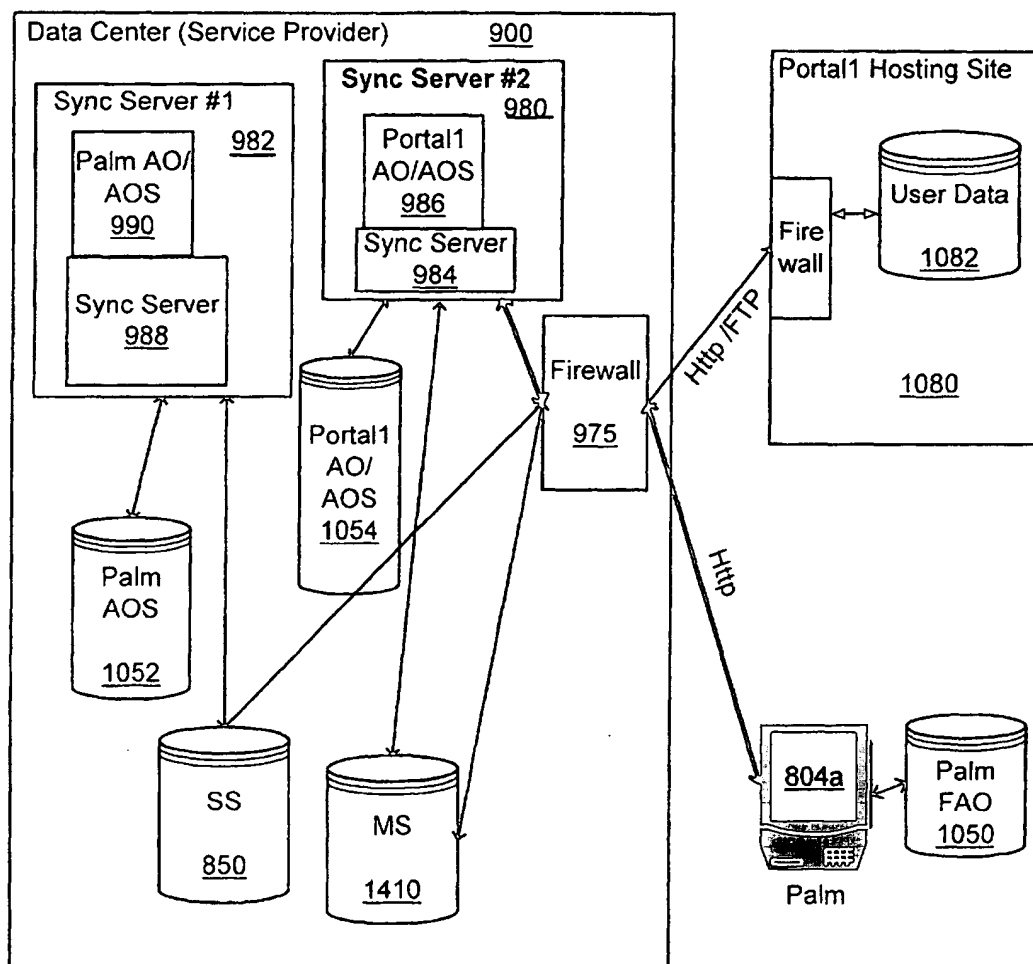 Data Center (Service Provider) 900
Sync Server #1
982
Palm AO/
AOS
990
Sync Server
988
Sync Server #2
980
Portal1
AO/AOS
986
Sync Server
984
Portal1
AO/
AOS
1054
Firewall
975
Palm
AOS
1052
SS
850
MS
1410
Http /FTP
Http
Portal1 Hosting Site
Fire
wall
User Data
1082
1080
804a
Palm
Palm
FAO
1050